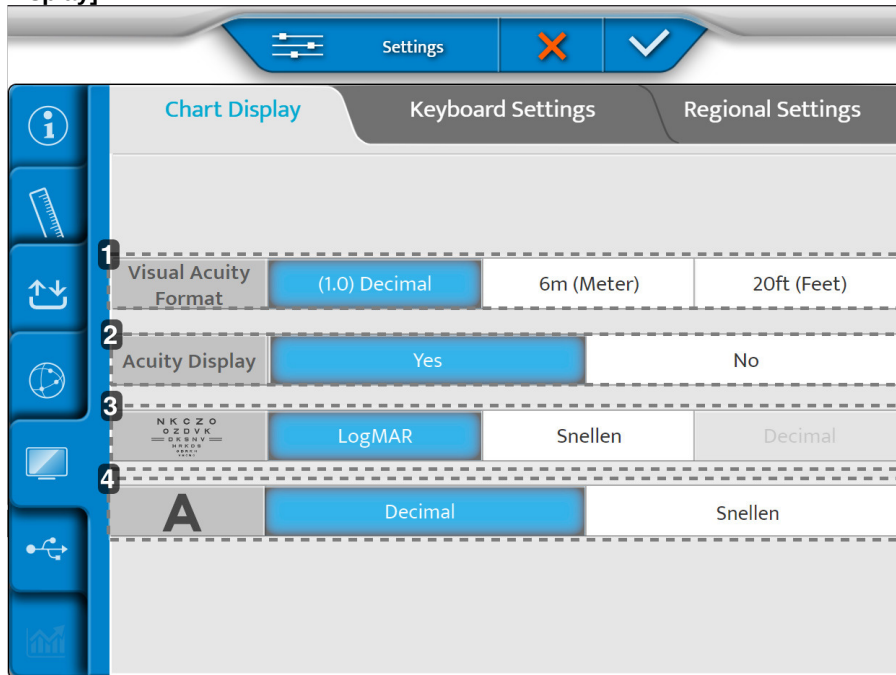 Settings
Chart Display Keyboard Settings Regional Settings
1
Visual Acuity
Format
(1.0) Decimal 6m (Meter) 20ft (Feet)
2
Acuity Display Yes No
3
N K C Z O
O Z D V K
D K S N V
LogMAR Snellen Decimal
4
A Decimal Snellen